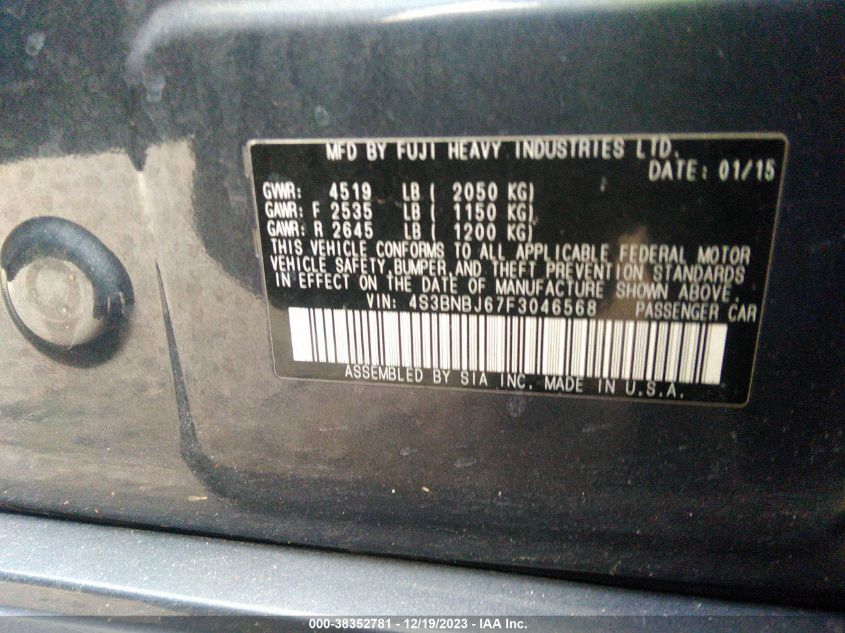 MFD BY FUJI HEAVY INDUSTRIES LTD.
DATE: 01/15
GVWR: 4519 LB ( 2050 KG)
GAWR: F 2535 LB ( 1150 KG)
GAWR: R 2645 LB ( 1200 KG)
THIS VEHICLE CONFORMS TO ALL APPLICABLE FEDERAL MOTOR
VEHICLE SAFETY,BUMPER,AND THEFT PREVENTION STANDARDS
IN EFFECT ON THE DATE OF MANUFACTURE SHOWN ABOVE.
VIN: 4S3BNBJ67F3046568 PASSENGER CAR
ASSEMBLED BY SIA INC. MADE IN U.S.A.
000-38352781 - 12/19/2023 - IAA Inc.